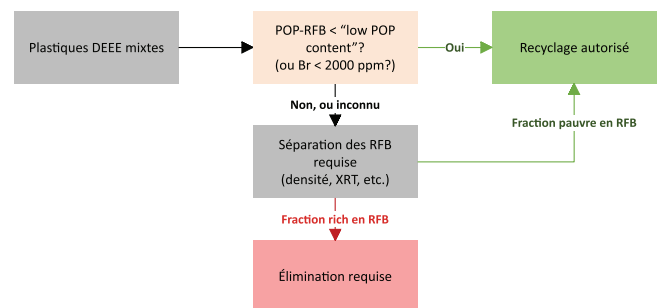 Plastiques DEEE mixtes
POP-RFB < “low POP
content”?
(ou Br < 2000 ppm?)
Oui
Recyclage autorisé
Non, ou inconnu
Fraction pauvre en RFB
Séparation des RFB
requise
(densité, XRT, etc.)
Fraction rich en RFB
Élimination requise